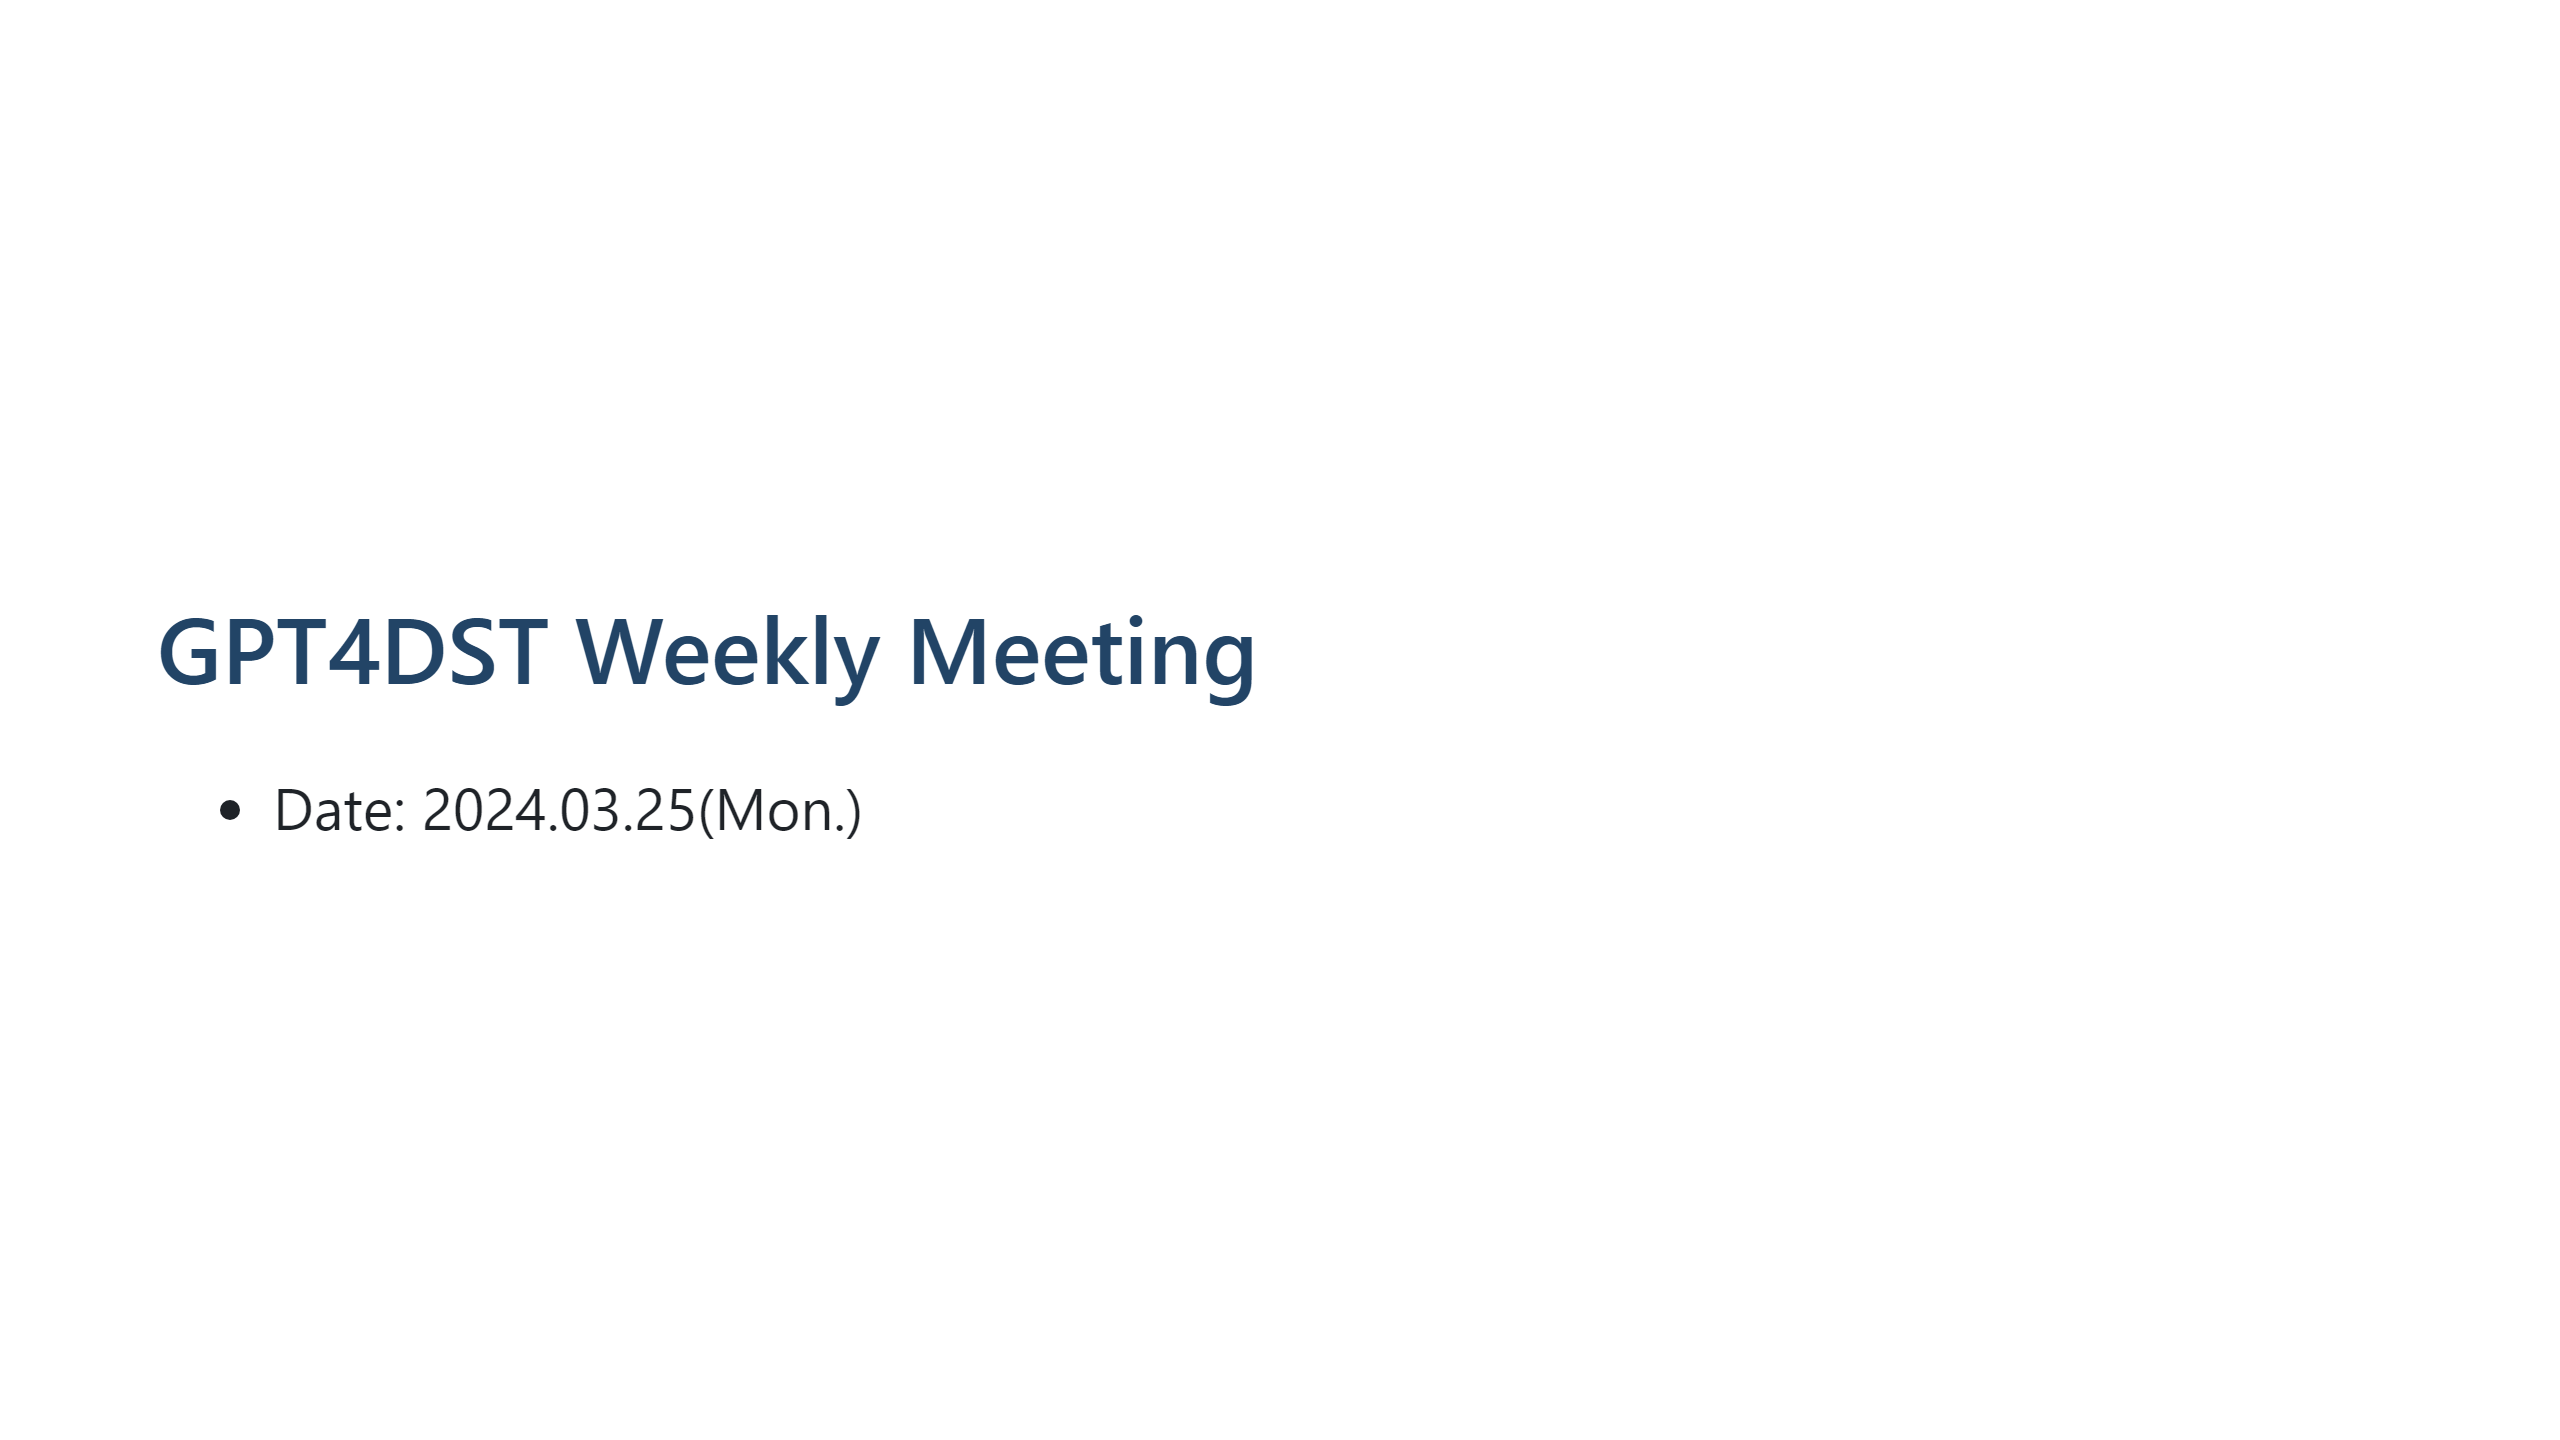 GPT4DST Weekly Meeting
• Date: 2024.03.25(Mon.)